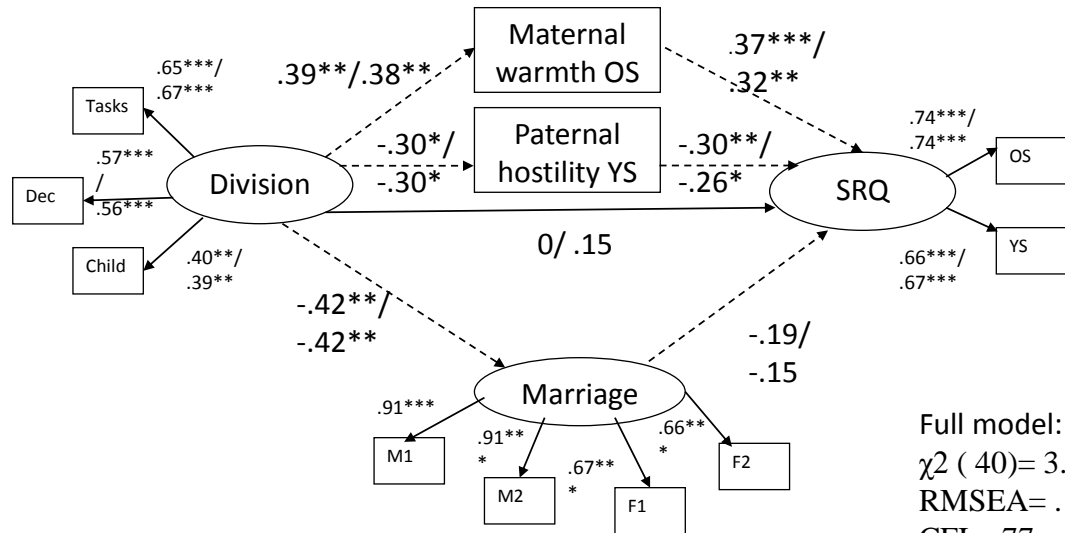 Maternal
warmth OS
.37***/
.32**
.39**/.38**
.65***/
.67***
Tasks
Paternal
hostility YS
-.30*/
-.30*
-.30**/
-.26*
.74***/
.74***
OS
.57***
/
.56***
Dec
Division
SRQ
0/ .15
Child
.40**/
.39**
YS
.66***/
.67***
-.42**/
-.42**
-.19/
-.15
Marriage
.91***
M1
.91**
*
M2
.67**
*
F1
.66**
*
F2
Full model:
χ2 ( 40)= 3.
RMSEA= .